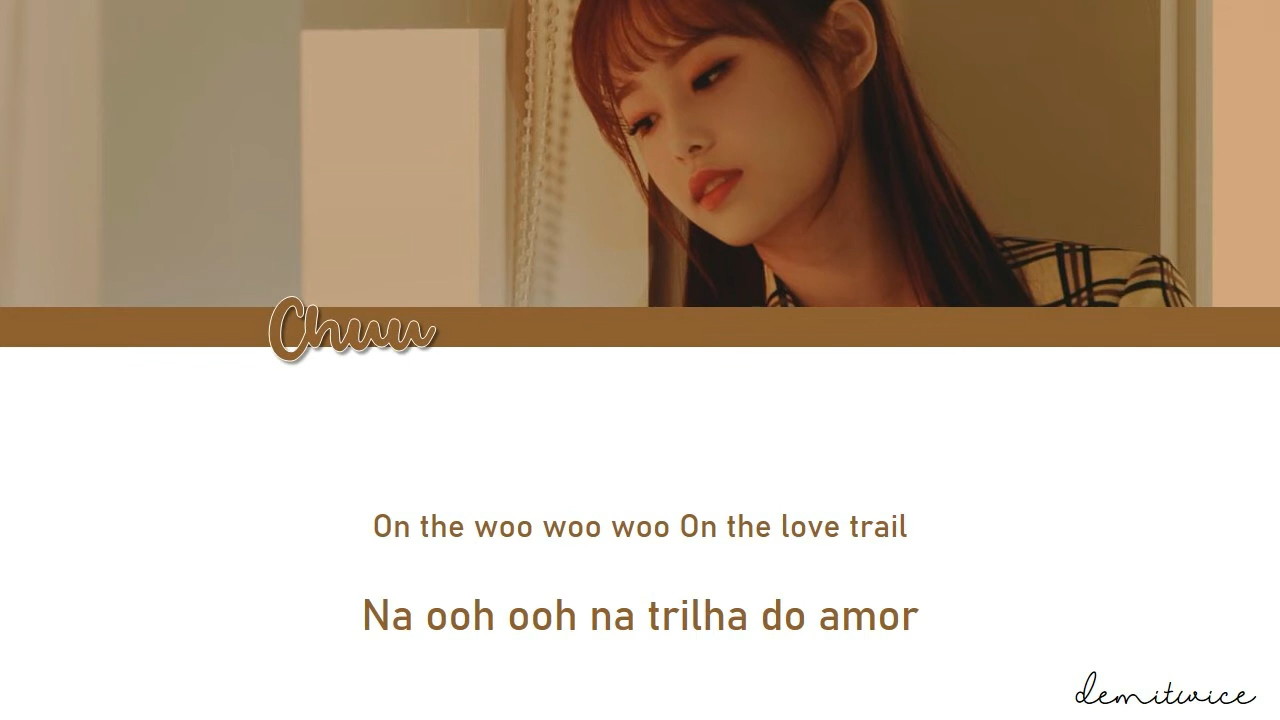 Chuu
On the woo woo woo On the love trail
Na ooh ooh na trilha do amor
demitwice